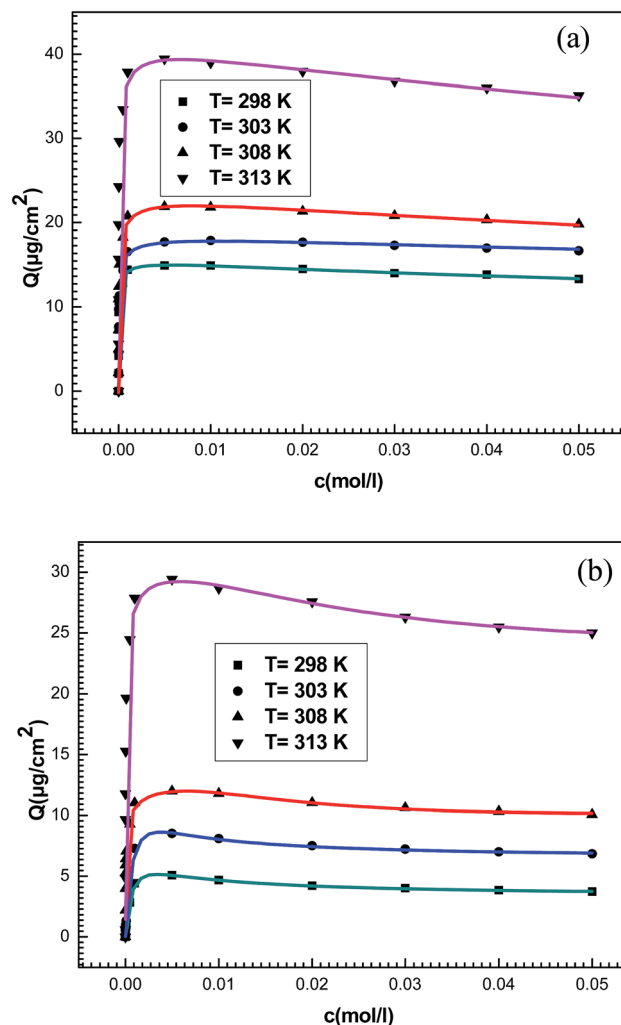 (a)
40
30
20
10
0
Q(µg/cm²)
T= 298 K
T= 303 K
T= 308 K
T= 313 K
0.00 0.01 0.02 0.03 0.04 0.05
c(mol/l)
(b)
30
25
20
15
10
5
0
Q(µg/cm²)
T= 298 K
T= 303 K
T= 308 K
T= 313 K
0.00 0.01 0.02 0.03 0.04 0.05
c(mol/l)